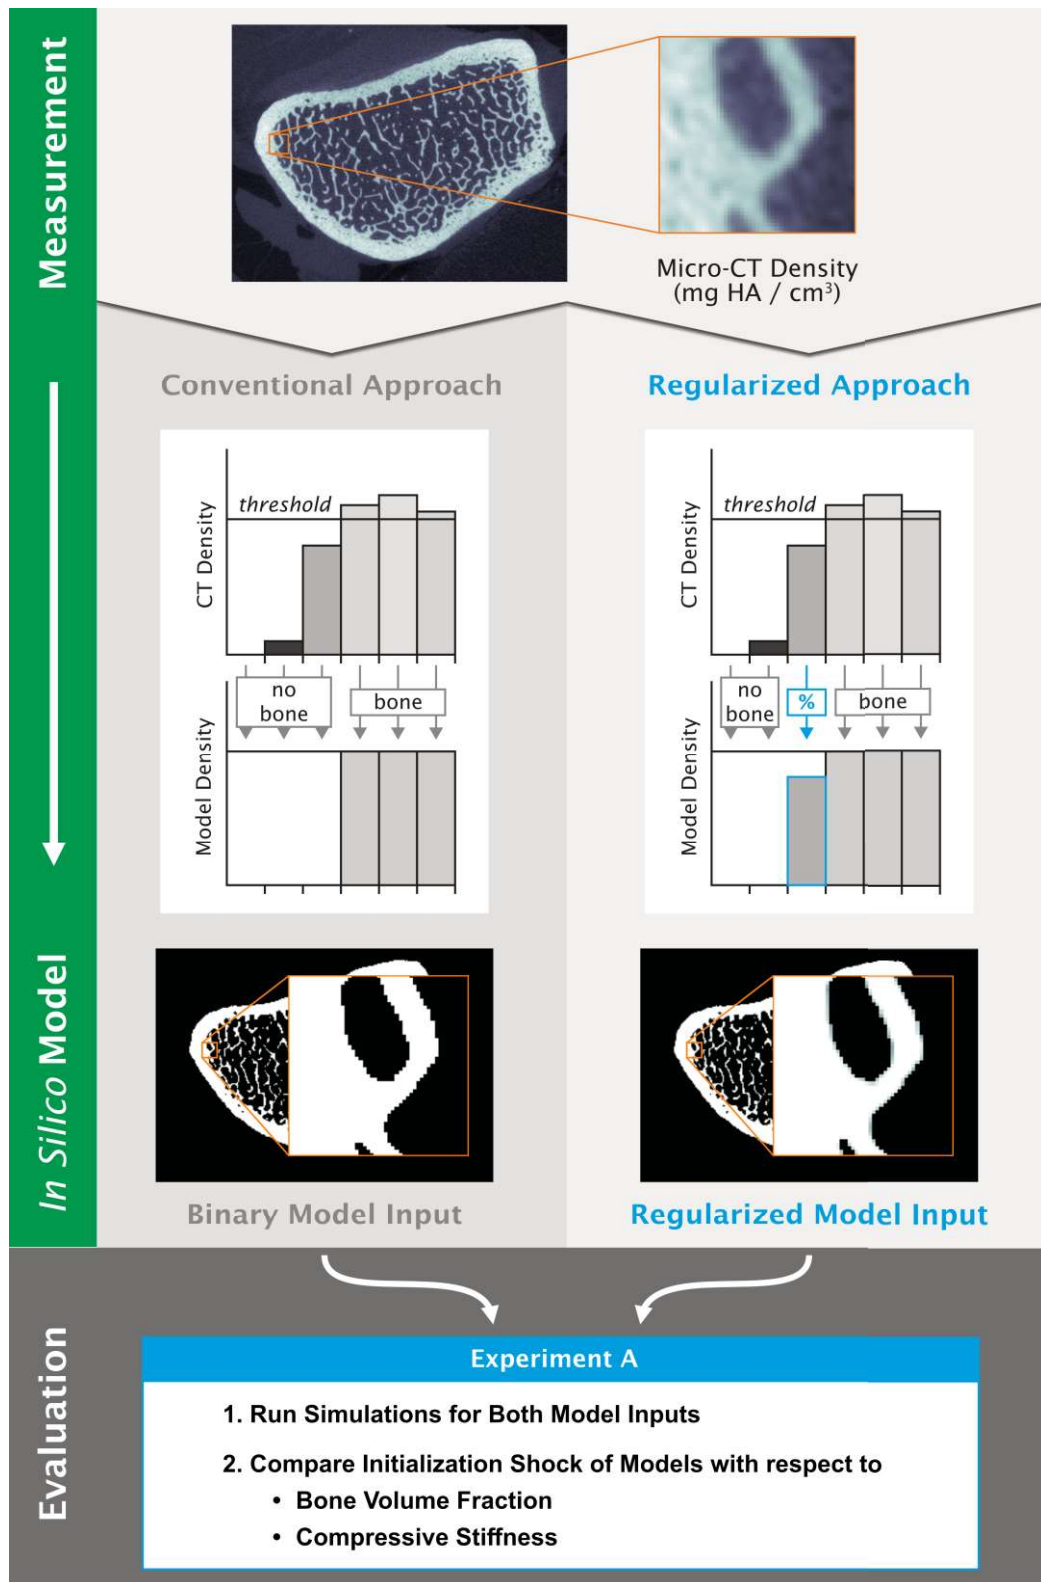 Measurement
Micro-CT Density
(mg HA / cm³)
Conventional Approach
Regularized Approach
CT Density
threshold
no
bone
bone
Model Density
CT Density
threshold
no
bone
%
bone
Model Density
In Silico Model
Binary Model Input
Regularized Model Input
Evaluation
Experiment A
1. Run Simulations for Both Model Inputs
2. Compare Initialization Shock of Models with respect to
• Bone Volume Fraction
• Compressive Stiffness